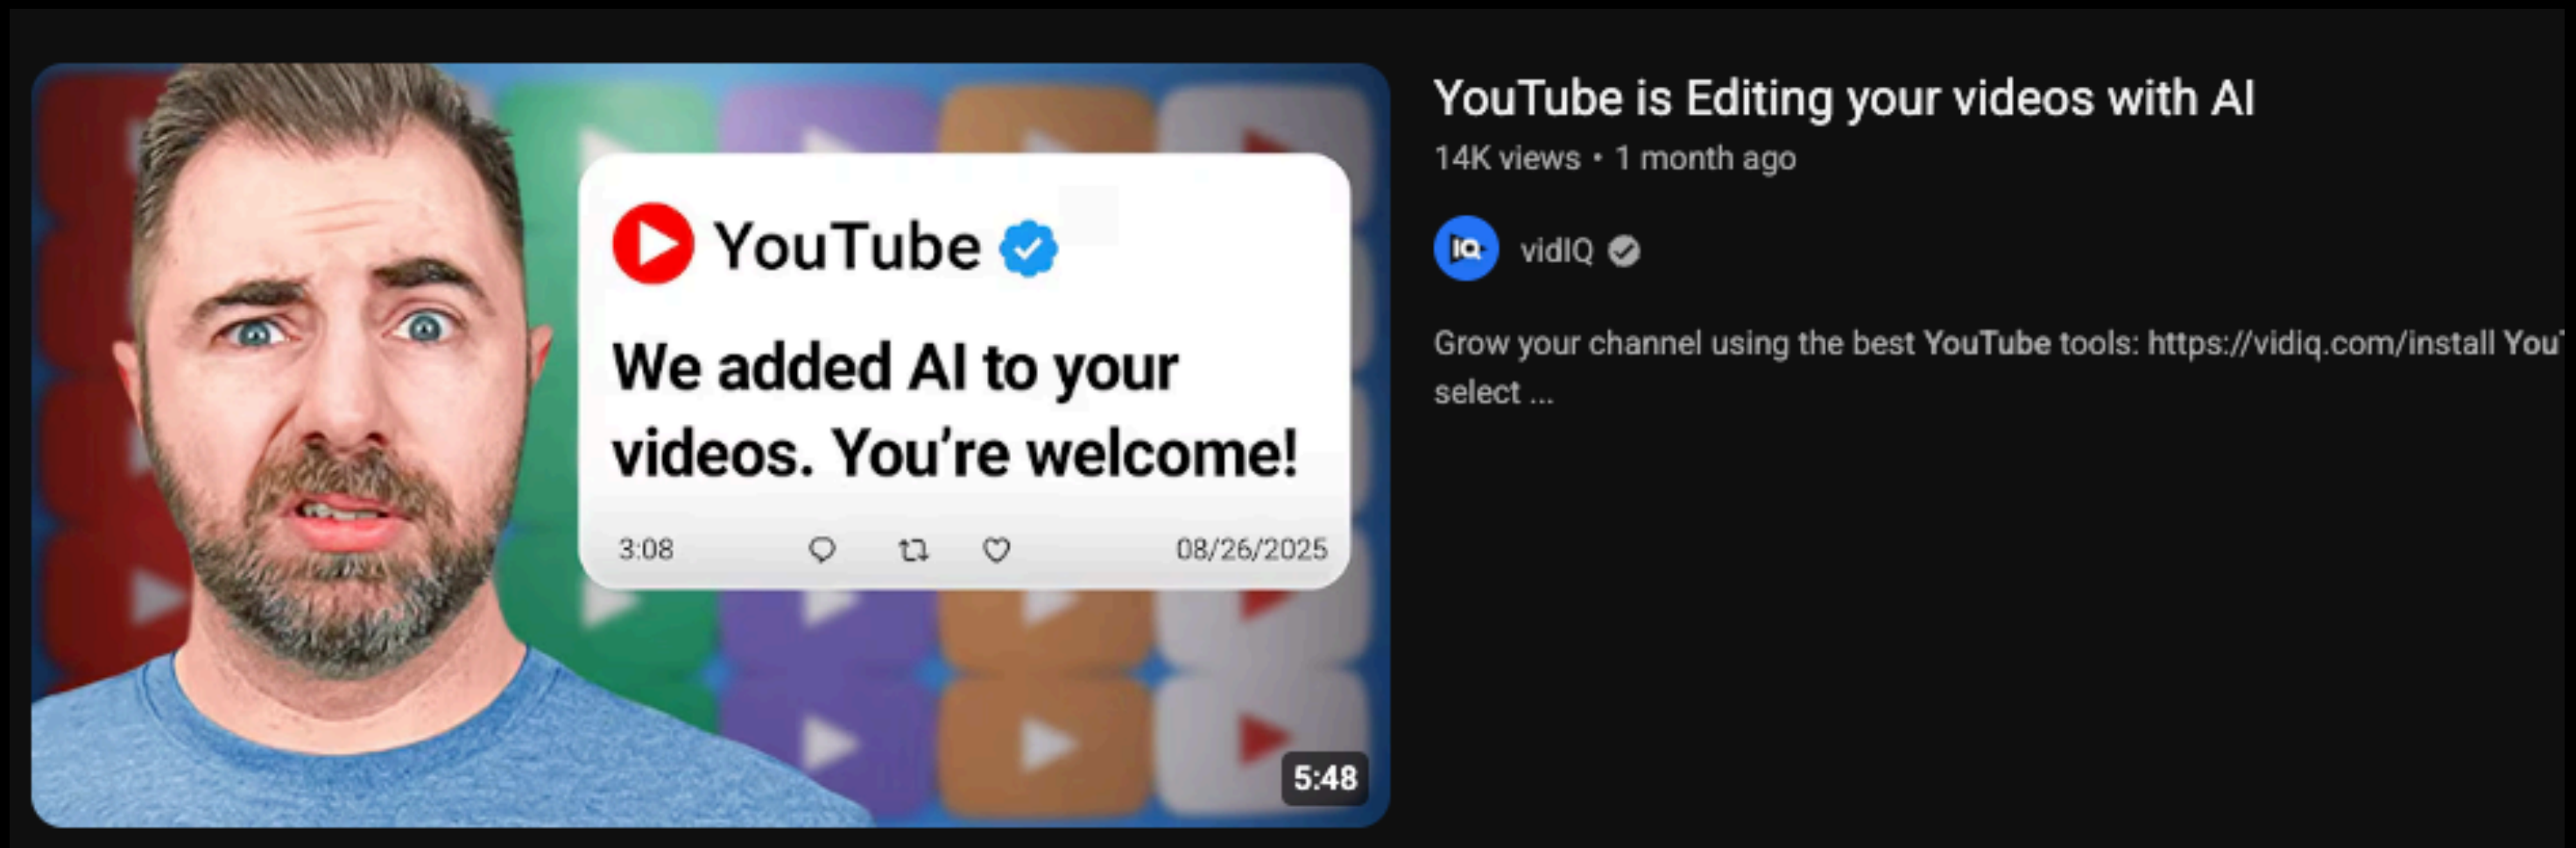 YouTube
We added AI to your
videos. You're welcome!
3:08 08/26/2025
5:48
YouTube is Editing your videos with AI
14K views • 1 month ago
IQ
vidIQ
Grow your channel using the best YouTube tools: https://vidiq.com/install
select ...